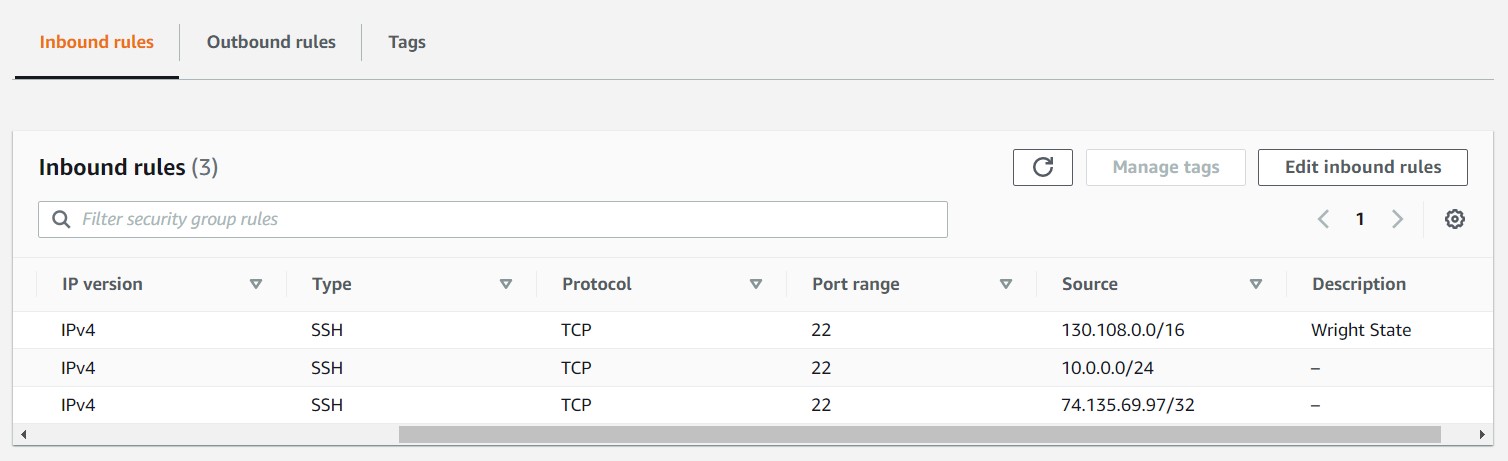 Inbound rules Outbound rules Tags
Inbound rules (3) Manage tags Edit inbound rules
Filter security group rules 1
IP version Type Protocol Port range Source Description
IPv4 SSH TCP 22 130.108.0.0/16 Wright State
IPv4 SSH TCP 22 10.0.0.0/24 –
IPv4 SSH TCP 22 74.135.69.97/32 –